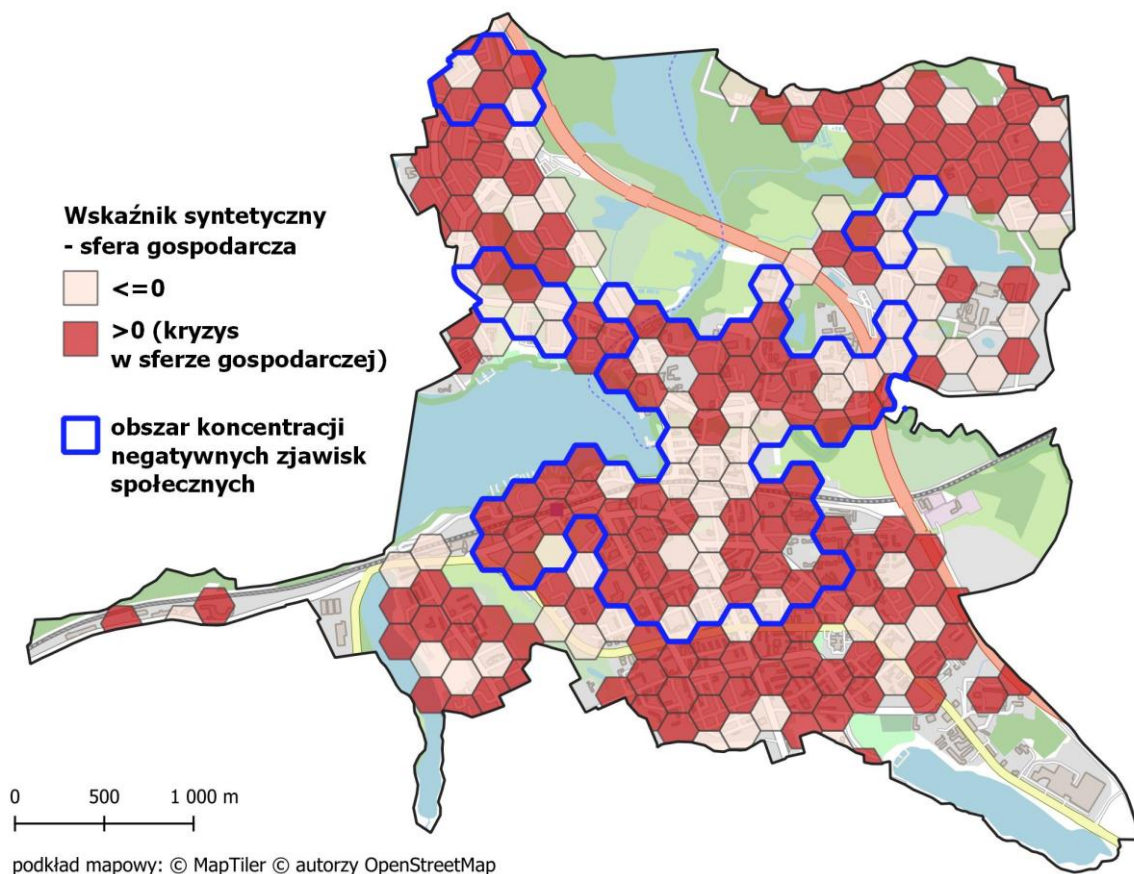 Wskaźnik syntetyczny
- sfera gospodarcza
<=0
>0 (kryzys
w sferze gospodarczej)
obszar koncentracji
negatywnych zjawisk
społecznych
0 500 1 000 m
podkład mapowy: © MapTiler © autorzy OpenStreetMap